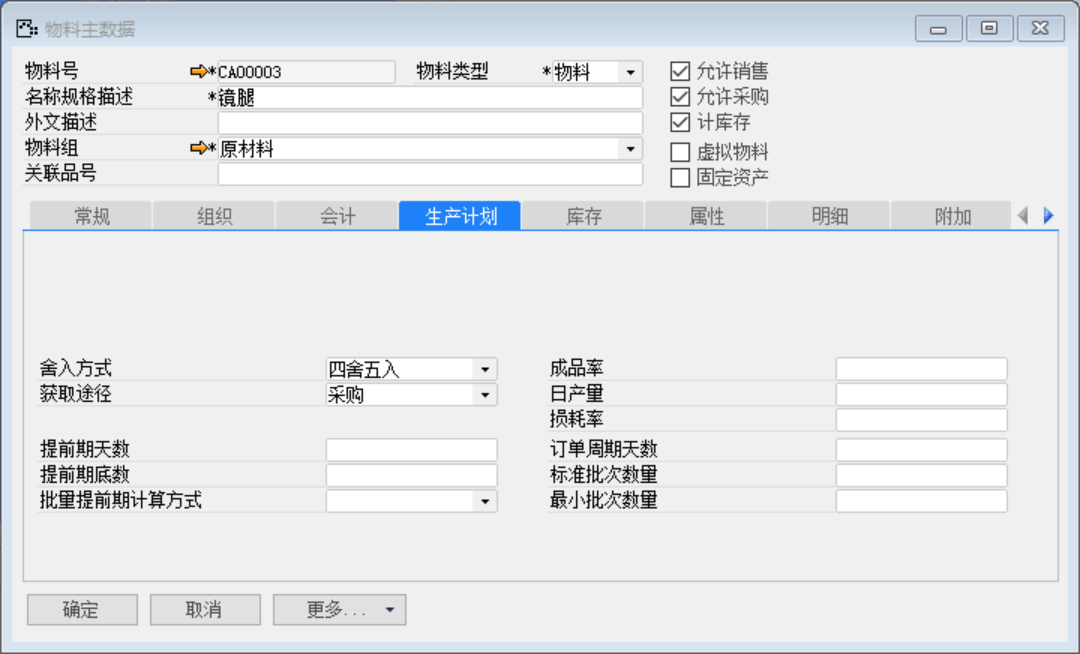 物料主数据
物料号 *CA00003 物料类型 *物料 允许销售
名称规格描述 *镜腿 允许采购
外文描述 计库存
物料组 *原材料 虚拟物料
关联品号 固定资产
常规 组织 会计 生产计划 库存 属性 明细 附加
舍入方式 四舍五入 成品率
获取途径 采购 日产量
损耗率
提前期天数 订单周期天数
提前期底数 标准批次数量
批量提前期计算方式 最小批次数量
确定 取消 更多...